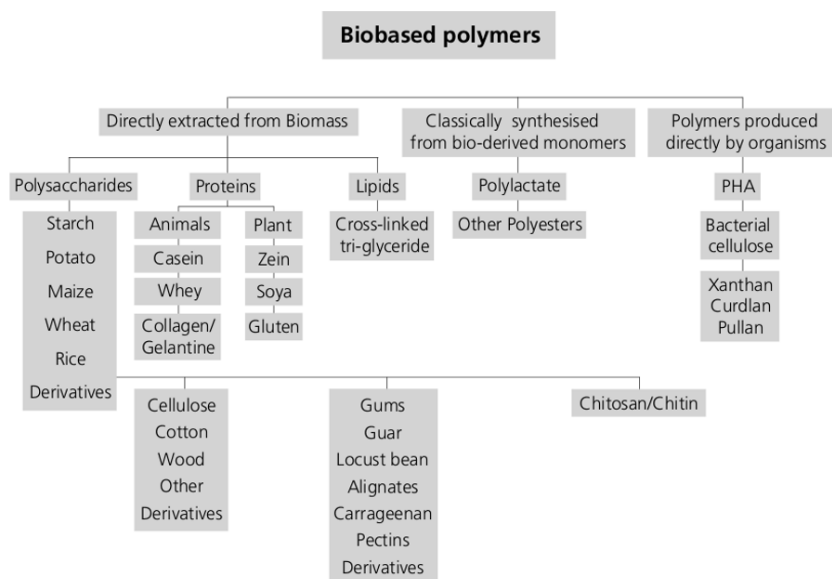 Biobased polymers
Directly extracted from Biomass
Classically synthesised
from bio-derived monomers
Polymers produced
directly by organisms
Polysaccharides
Proteins
Lipids
Polylactate
PHA
Starch
Potato
Maize
Wheat
Rice
Derivatives
Animals
Casein
Whey
Collagen/
Gelantine
Plant
Zein
Soya
Gluten
Cross-linked
tri-glyceride
Other Polyesters
Bacterial
cellulose
Xanthan
Curdlan
Pullan
Cellulose
Cotton
Wood
Other
Derivatives
Gums
Guar
Locust bean
Alignates
Carrageenan
Pectins
Derivatives
Chitosan/Chitin